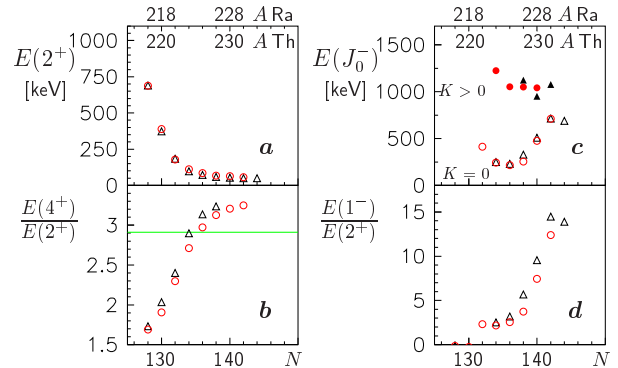 218 228 A Ra
220 230 A Th
E(2⁺)
[keV]
1000
750
500
250
0
a
E(4⁺)
E(2⁺)
3
2.5
2
1.5
b
130 140 N
218 228 A Ra
220 230 A Th
E(J₀⁻)
[keV]
1500
1000
500
0
K > 0
K = 0
c
E(1⁻)
E(2⁺)
15
10
5
0
d
130 140 N